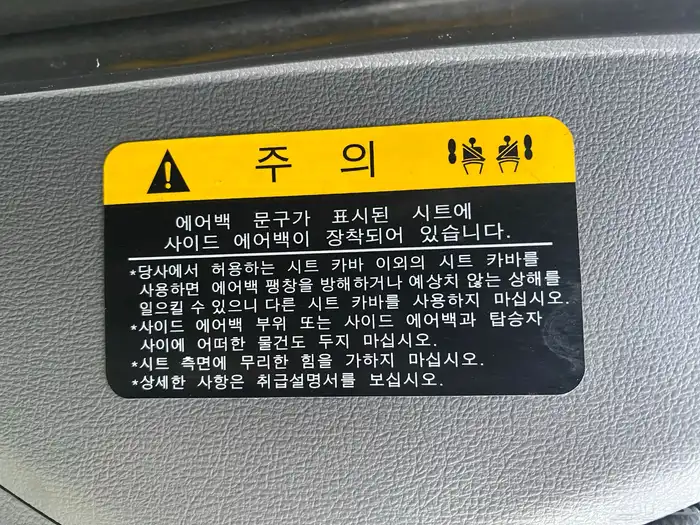 주 의
에어백 문구가 표시된 시트에
사이드 에어백이 장착되어 있습니다.
*당사에서 허용하는 시트 카바 이외의 시트 카바를
사용하면 에어백 팽창을 방해하거나 예상치 않는 상해를
일으킬 수 있으니 다른 시트 카바를 사용하지 마십시오.
*사이드 에어백 부위 또는 사이드 에어백과 탑승자
사이에 어떠한 물건도 두지 마십시오.
*시트 측면에 무리한 힘을 가하지 마십시오.
*상세한 사항은 취급설명서를 보십시오.